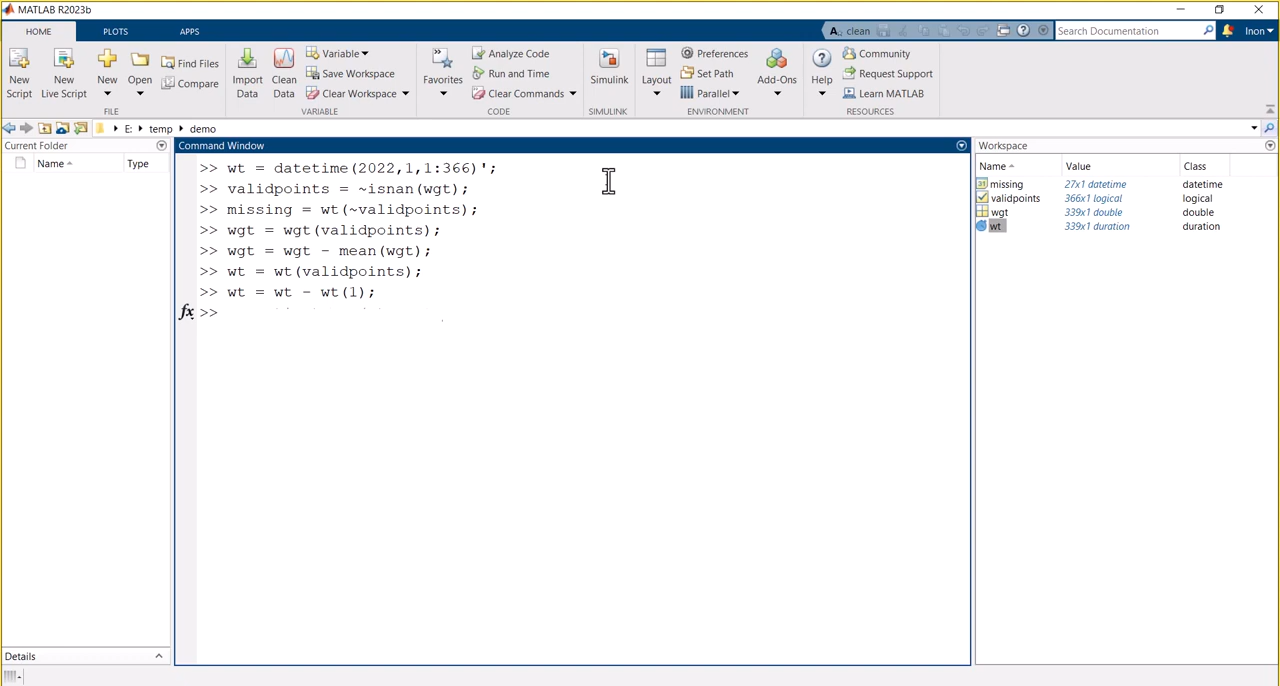 MATLAB R2023b
HOME PLOTS APPS clean Search Documentation Inon
New Script New Live Script New Open Find Files Compare
Import Data Clean Data Variable Save Workspace Clear Workspace
Favorites Analyze Code Run and Time Clear Commands
Simulink Layout Preferences Set Path Parallel Add-Ons
Help Community Request Support Learn MATLAB
FILE VARIABLE CODE SIMULINK ENVIRONMENT RESOURCES
E: temp demo
Current Folder
Name Type
Details
Command Window
>> wt = datetime(2022,1,1:366)';
>> validpoints = ~isnan(wgt);
>> missing = wt(~validpoints);
>> wgt = wgt(validpoints);
>> wgt = wgt - mean(wgt);
>> wt = wt(validpoints);
>> wt = wt - wt(1);
fx >>
Workspace
Name Value Class
missing 27x1 datetime datetime
validpoints 366x1 logical logical
wgt 339x1 double double
wt 339x1 duration duration